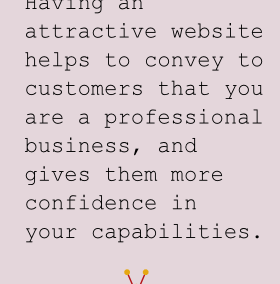 Having an
attractive website
helps to convey to
customers that you
are a professional
business, and
gives them more
confidence in
your capabilities.